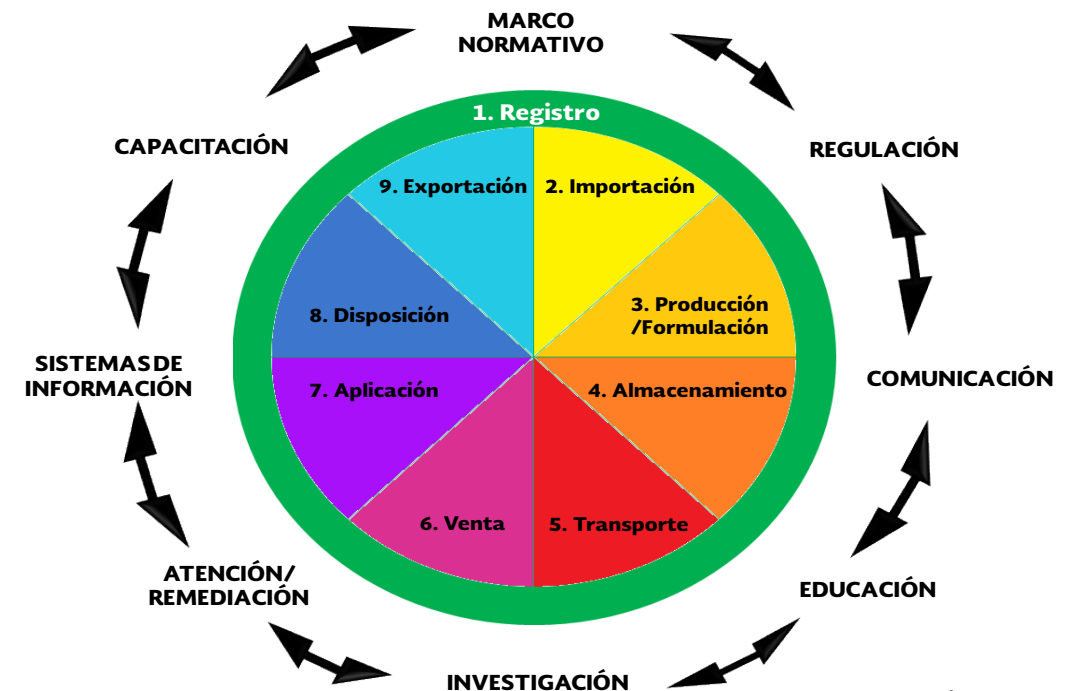 MARCO
NORMATIVO
1. Registro
CAPACITACIÓN
REGULACIÓN
9. Exportación
2. Importación
3. Producción
/Formulación
8. Disposición
SISTEMAS DE
INFORMACIÓN
COMUNICACIÓN
7. Aplicación
4. Almacenamiento
6. Venta
5. Transporte
ATENCIÓN/
REMEDIACIÓN
EDUCACIÓN
INVESTIGACIÓN